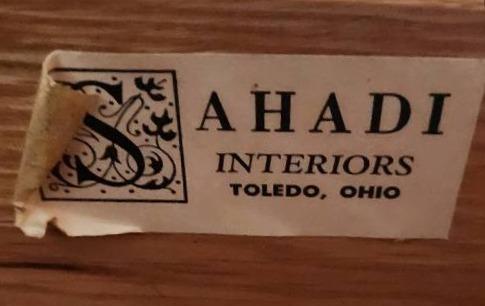 SAHADI
INTERIORS
TOLEDO, OHIO